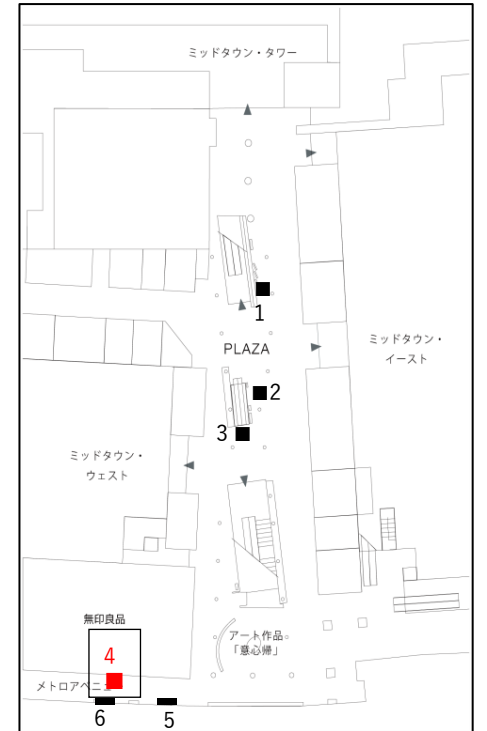 ミッドタウン・タワー
1
PLAZA
ミッドタウン・
イースト
2
3
ミッドタウン・
ウェスト
無印良品
4
アート作品
「意心帰」
メトロアベニュ
6
5